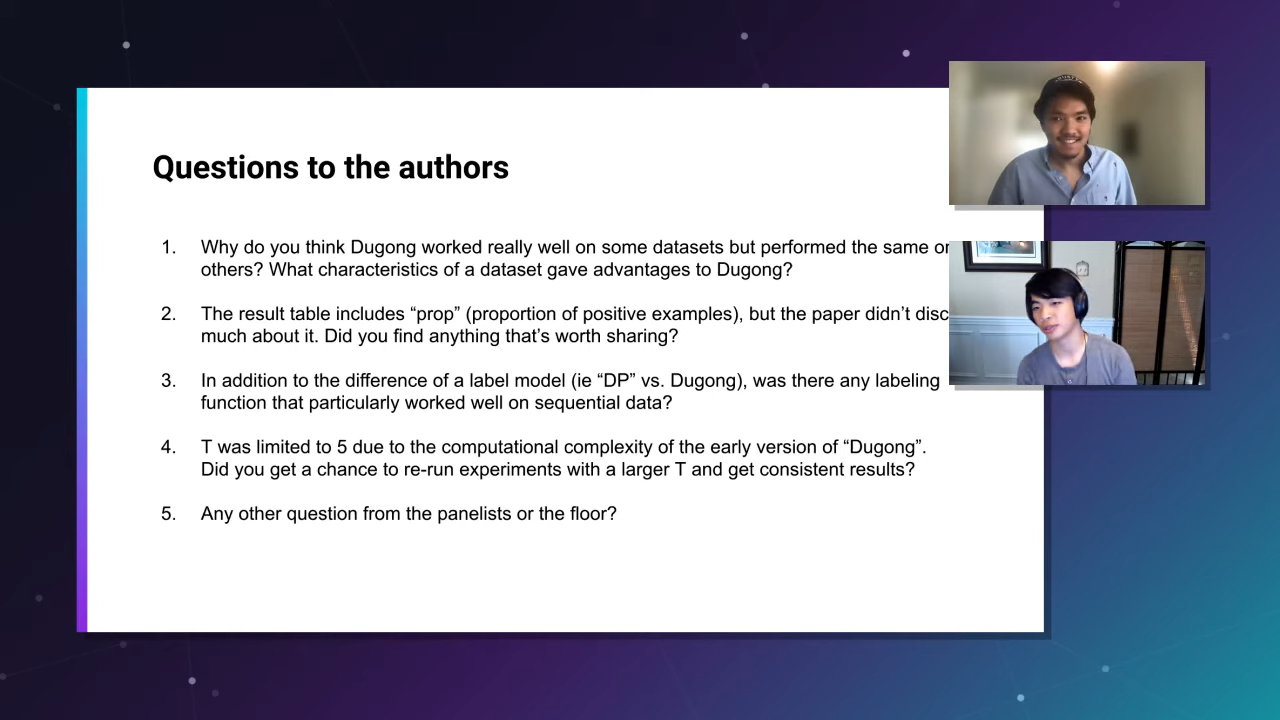 Questions to the authors
1. Why do you think Dugong worked really well on some datasets but performed the same on
others? What characteristics of a dataset gave advantages to Dugong?
2. The result table includes “prop” (proportion of positive examples), but the paper didn’t disc
much about it. Did you find anything that’s worth sharing?
3. In addition to the difference of a label model (ie “DP” vs. Dugong), was there any labeling
function that particularly worked well on sequential data?
4. T was limited to 5 due to the computational complexity of the early version of “Dugong”.
Did you get a chance to re-run experiments with a larger T and get consistent results?
5. Any other question from the panelists or the floor?